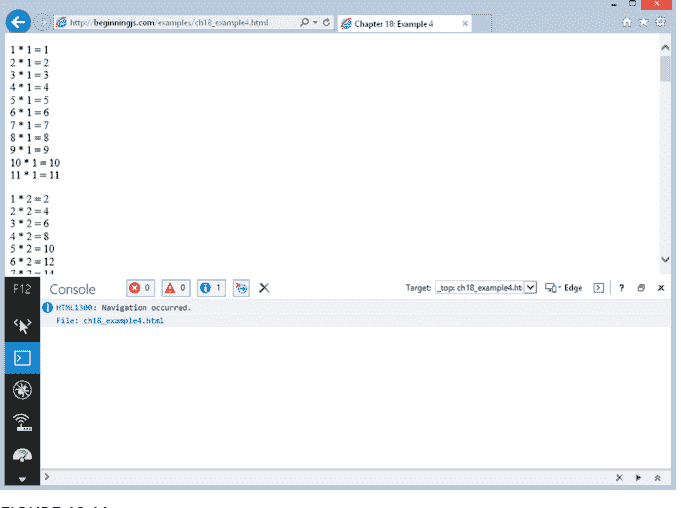 http://beginningjs.com/examples/ch18_example4.html
Chapter 18: Example 4
1 * 1 = 1
2 * 1 = 2
3 * 1 = 3
4 * 1 = 4
5 * 1 = 5
6 * 1 = 6
7 * 1 = 7
8 * 1 = 8
9 * 1 = 9
10 * 1 = 10
11 * 1 = 11
1 * 2 = 2
2 * 2 = 4
3 * 2 = 6
4 * 2 = 8
5 * 2 = 10
6 * 2 = 12
7 * 2 = 14
F12 Console 0 0 1 Target: _top: ch18_example4.ht Edge ?
HTML1300: Navigation occurred.
File: ch18_example4.html